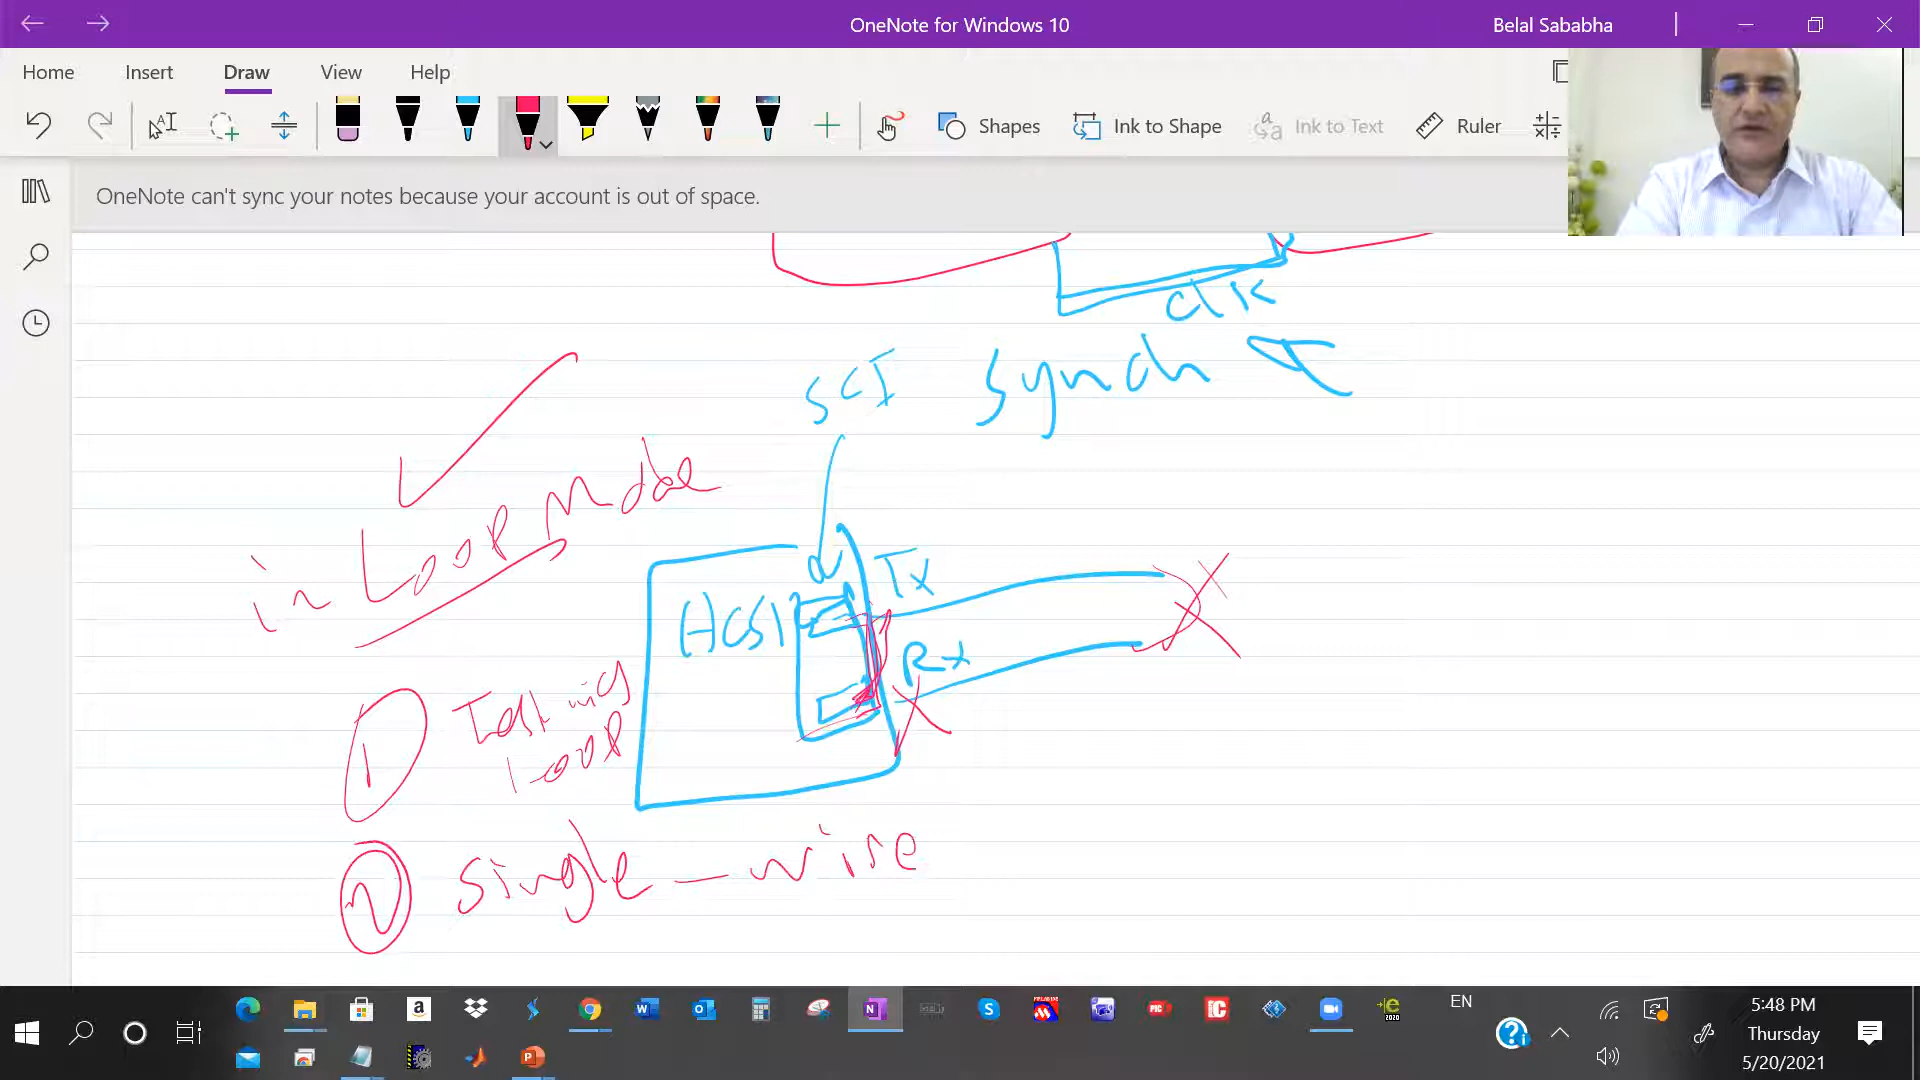 OneNote for Windows 10
Belal Sababha
Home Insert Draw View Help
Shapes Ink to Shape Ink to Text Ruler
OneNote can't sync your notes because your account is out of space.
clk
SCI Synch
in Loop Mode
Tx
HCS12
Rx
1 Testing
Loop
2 single-wire
EN
5:48 PM
Thursday
5/20/2021